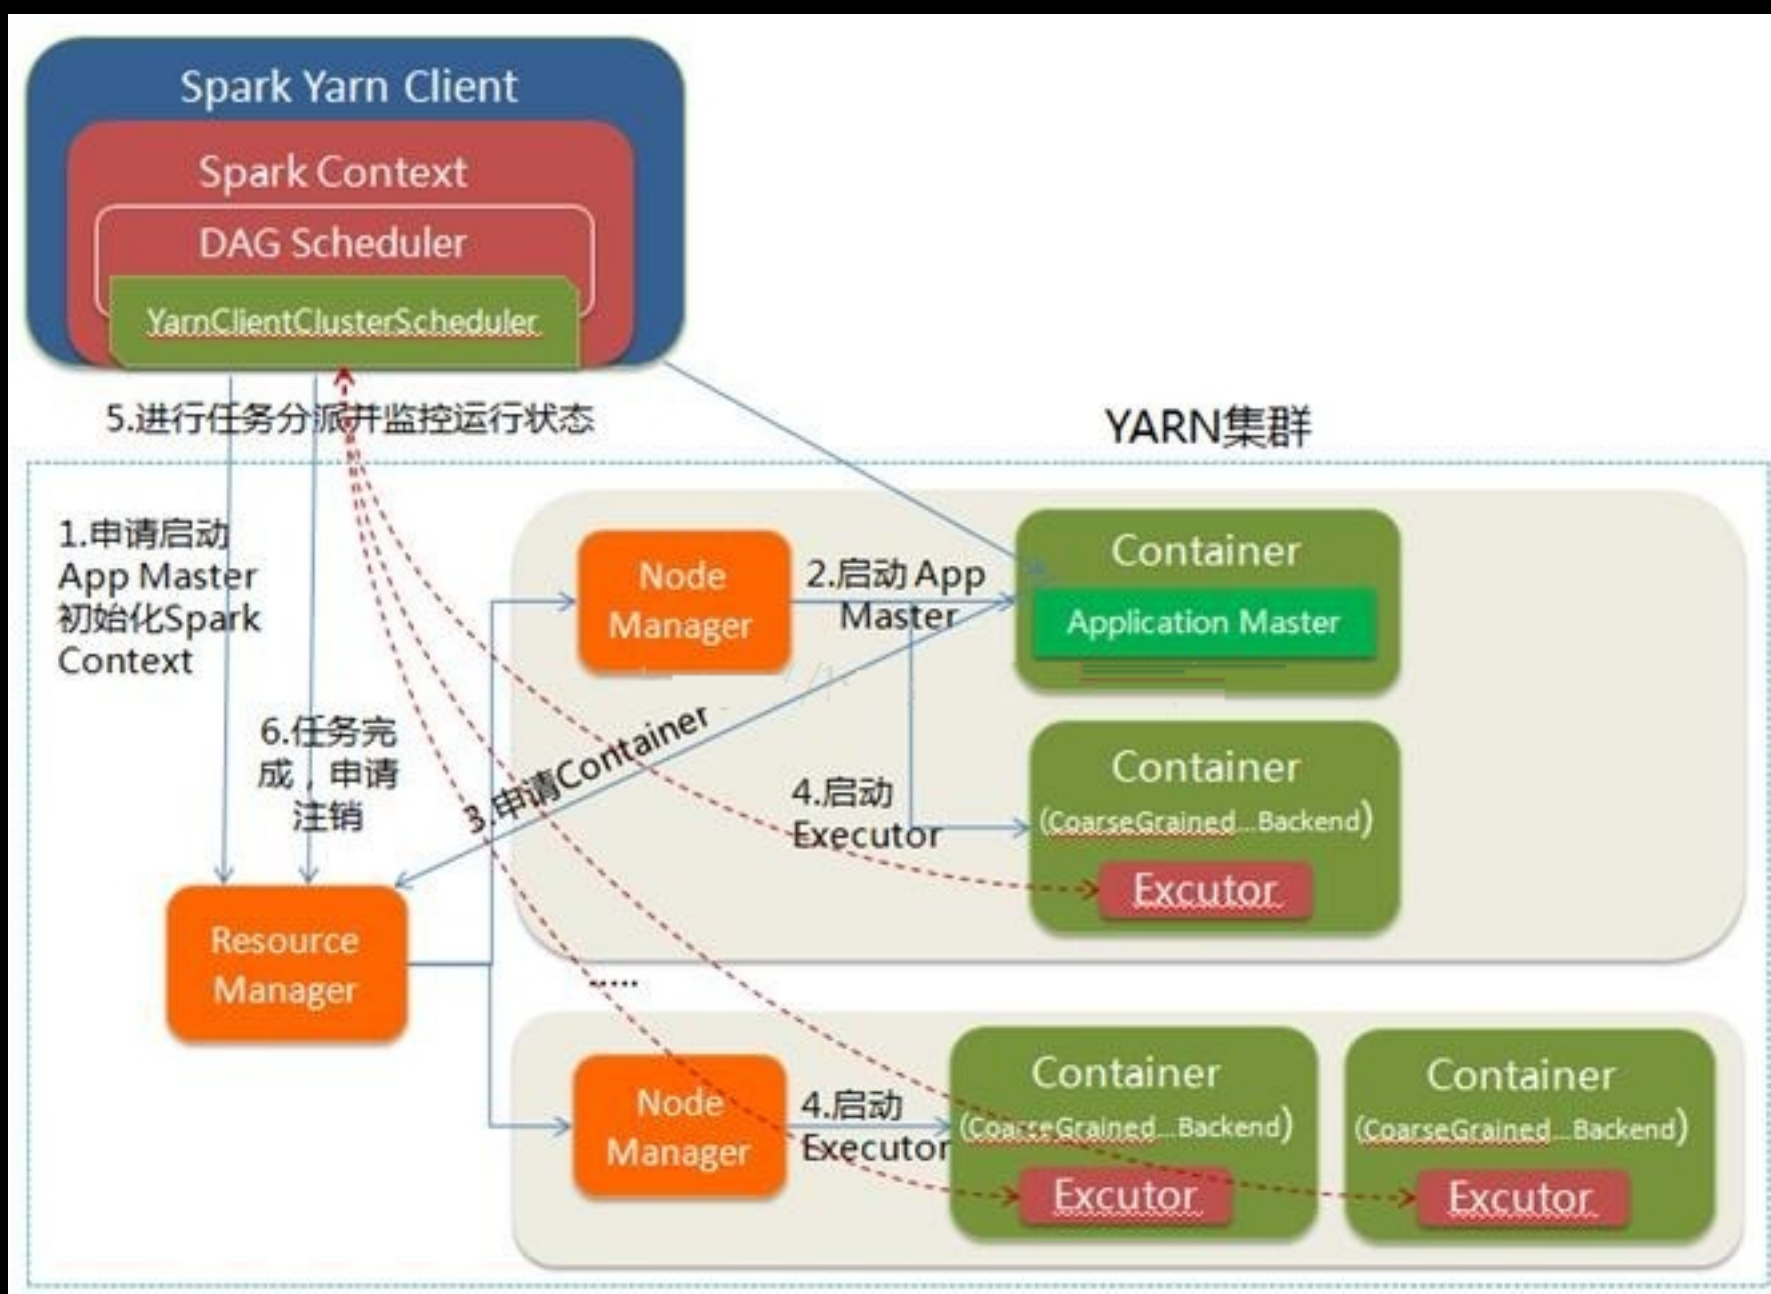 Spark Yarn Client
Spark Context
DAG Scheduler
YarnClientClusterScheduler
5.进行任务分派并监控运行状态
YARN集群
1.申请启动
App Master
初始化Spark
Context
6.任务完
成，申请
注销
3.申请Container
Resource
Manager
Node
Manager
2.启动 App
Master
Container
Application Master
4.启动
Executor
Container
(CoarseGrained...Backend)
Excutor
.....
Node
Manager
4.启动
Executor
Container
(CoarseGrained...Backend)
Excutor
Container
(CoarseGrained...Backend)
Excutor